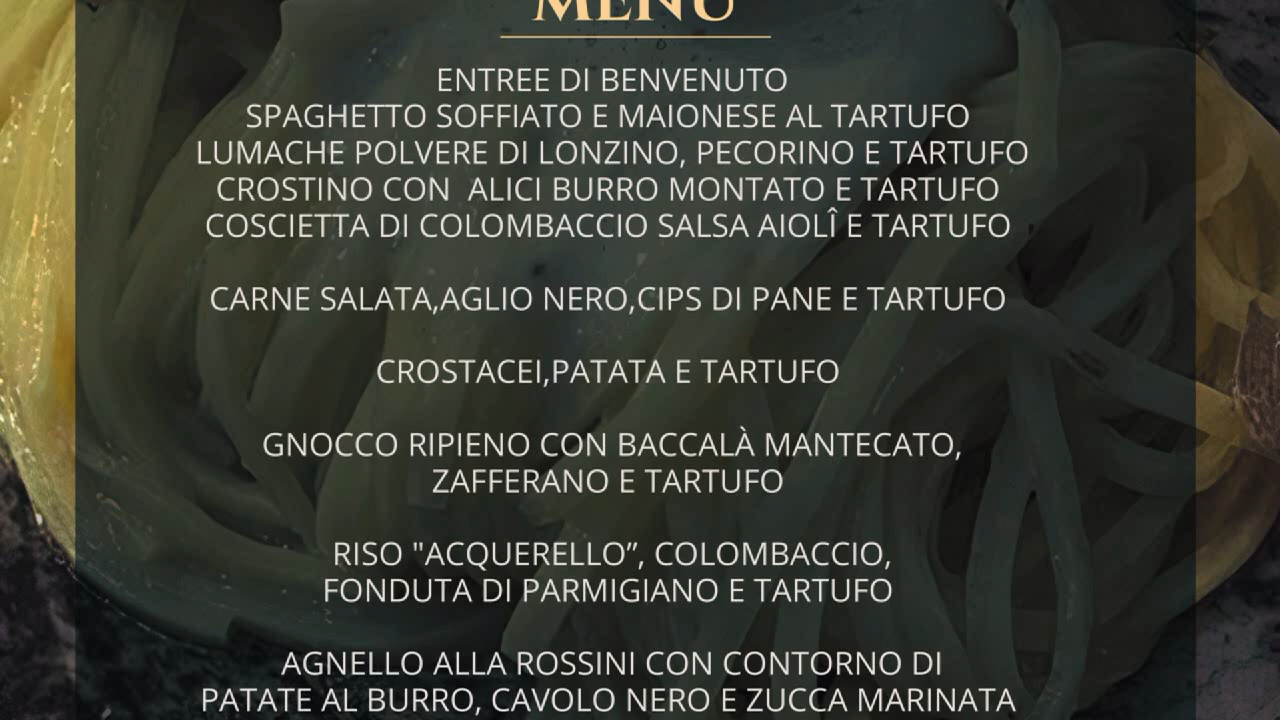 MENU
ENTREE DI BENVENUTO
SPAGHETTO SOFFIATO E MAIONESE AL TARTUFO
LUMACHE POLVERE DI LONZINO, PECORINO E TARTUFO
CROSTINO CON  ALICI BURRO MONTATO E TARTUFO
COSCIETTA DI COLOMBACCIO SALSA AIOLÎ E TARTUFO
CARNE SALATA,AGLIO NERO,CIPS DI PANE E TARTUFO
CROSTACEI,PATATA E TARTUFO
GNOCCO RIPIENO CON BACCALÀ MANTECATO,
ZAFFERANO E TARTUFO
RISO "ACQUERELLO”, COLOMBACCIO,
FONDUTA DI PARMIGIANO E TARTUFO
AGNELLO ALLA ROSSINI CON CONTORNO DI
PATATE AL BURRO, CAVOLO NERO E ZUCCA MARINATA